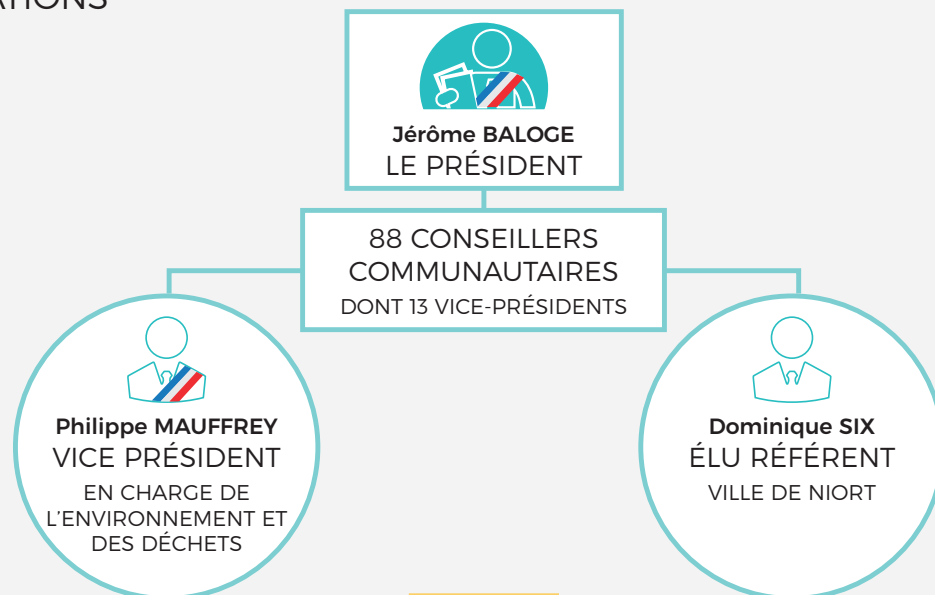 Jérôme BALOGE
LE PRÉSIDENT
88 CONSEILLERS
COMMUNAUTAIRES
DONT 13 VICE-PRÉSIDENTS
Philippe MAUFFREY
VICE PRÉSIDENT
EN CHARGE DE
L'ENVIRONNEMENT ET
DES DÉCHETS
Dominique SIX
ÉLU RÉFÉRENT
VILLE DE NIORT